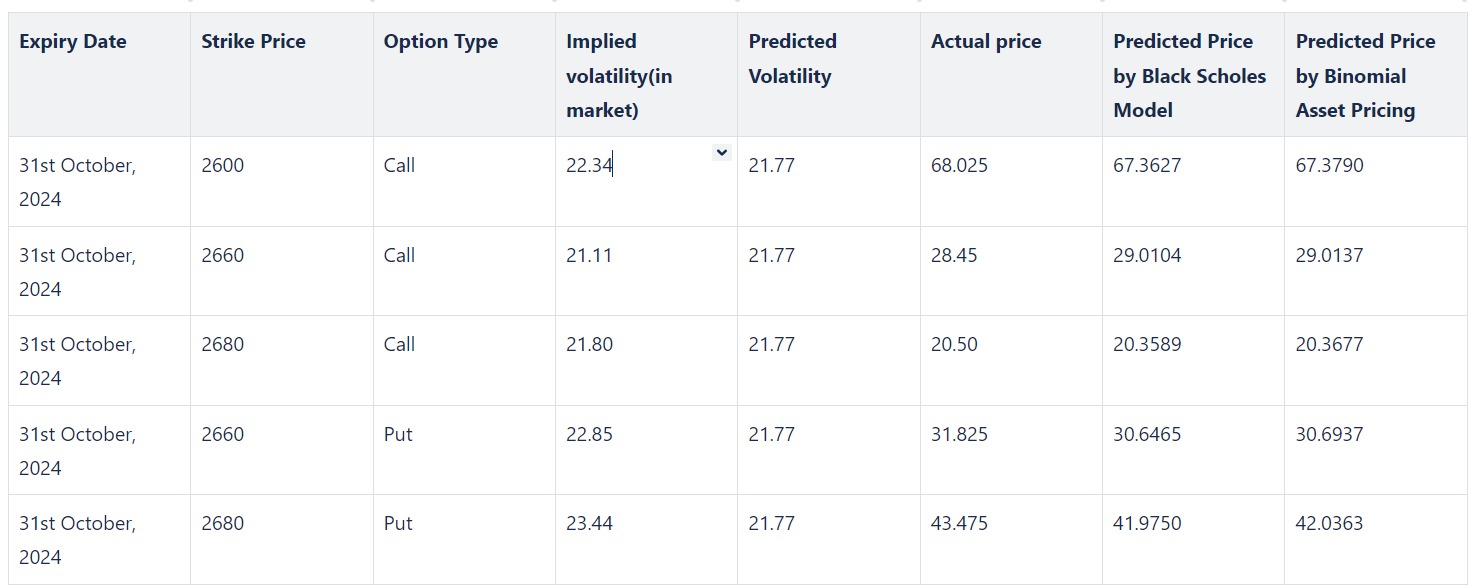 Expiry Date Strike Price Option Type Implied Predicted Actual price Predicted Price Predicted Price
volatility(in Volatility by Black Scholes by Binomial
market) Model Asset Pricing
31st October, 2600 Call 22.34 21.77 68.025 67.3627 67.3790
2024
31st October, 2660 Call 21.11 21.77 28.45 29.0104 29.0137
2024
31st October, 2680 Call 21.80 21.77 20.50 20.3589 20.3677
2024
31st October, 2660 Put 22.85 21.77 31.825 30.6465 30.6937
2024
31st October, 2680 Put 23.44 21.77 43.475 41.9750 42.0363
2024